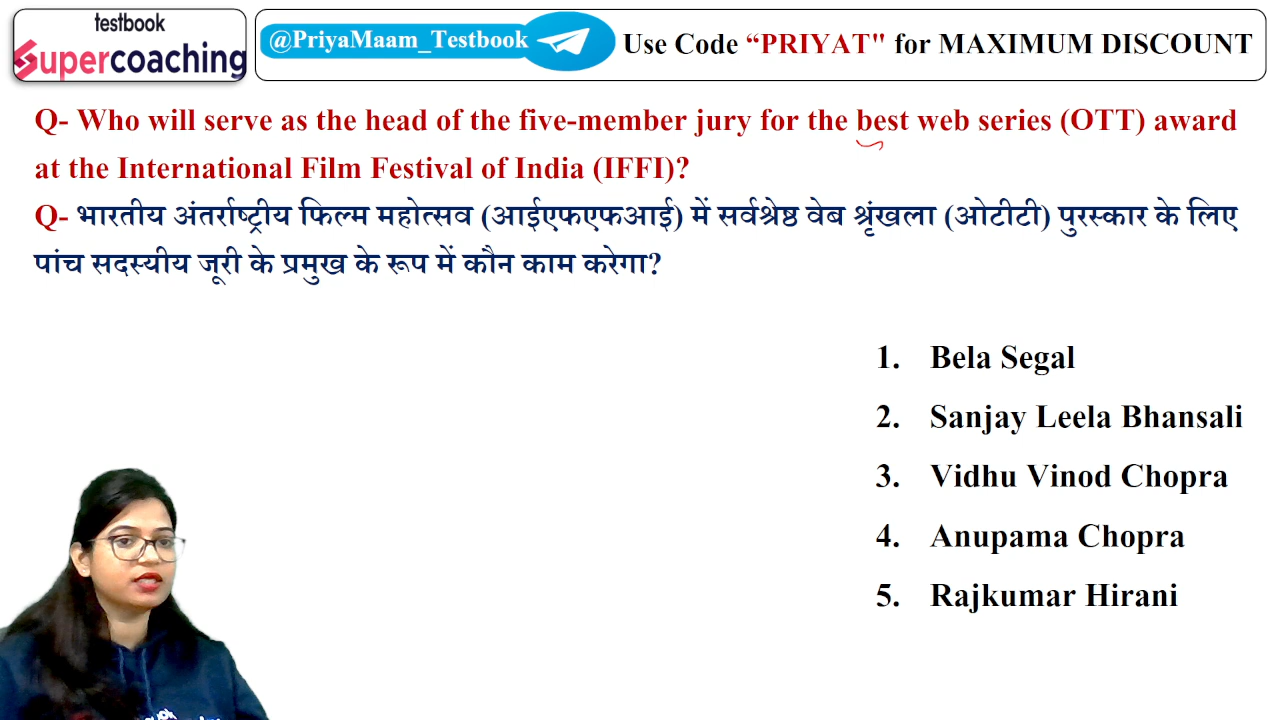 testbook
Supercoaching
@PriyaMaam_Testbook
Use Code “PRIYAT" for MAXIMUM DISCOUNT
Q- Who will serve as the head of the five-member jury for the best web series (OTT) award
at the International Film Festival of India (IFFI)?
Q- भारतीय अंतर्राष्ट्रीय फिल्म महोत्सव (आईएफएफआई) में सर्वश्रेष्ठ वेब श्रृंखला (ओटीटी) पुरस्कार के लिए
पांच सदस्यीय जूरी के प्रमुख के रूप में कौन काम करेगा?
1. Bela Segal
2. Sanjay Leela Bhansali
3. Vidhu Vinod Chopra
4. Anupama Chopra
5. Rajkumar Hirani